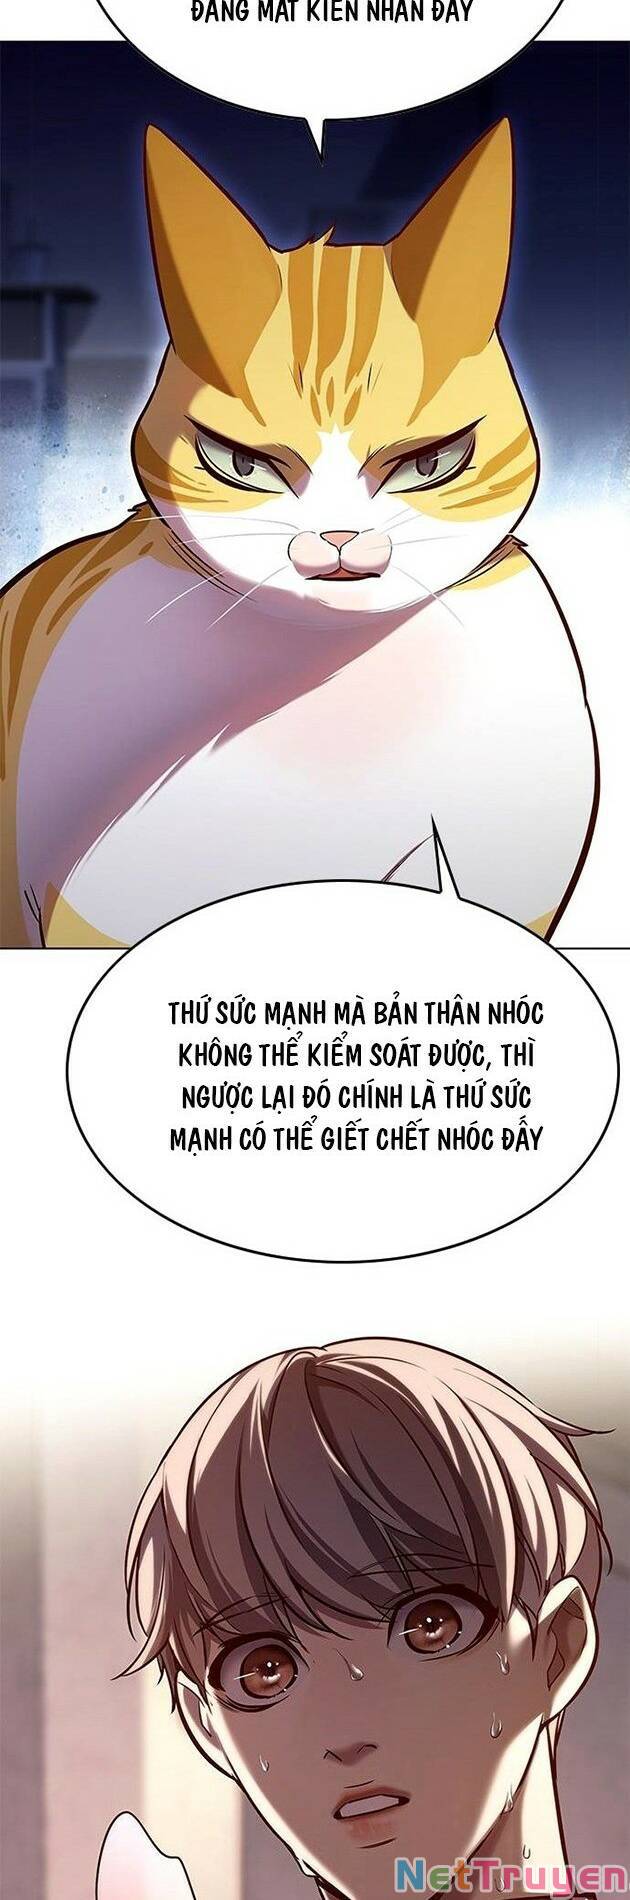 ĐANG MẤT KIÊN NHẪN ĐẤY
THỨ SỨC MẠNH MÀ BẢN THÂN NHÓC
KHÔNG THỂ KIỂM SOÁT ĐƯỢC, THÌ
NGƯỢC LẠI ĐÓ CHÍNH LÀ THỨ SỨC
MẠNH CÓ THỂ GIẾT CHẾT NHÓC ĐẤY
NetTruyen